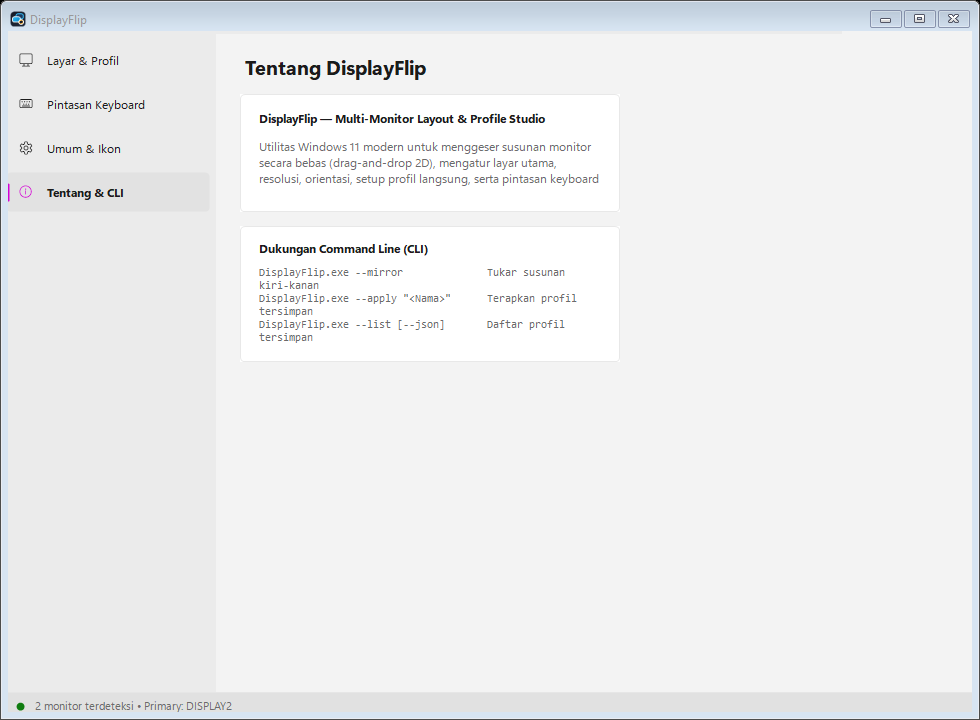 DisplayFlip
Layar & Profil
Pintasan Keyboard
Umum & Ikon
Tentang & CLI
Tentang DisplayFlip
DisplayFlip — Multi-Monitor Layout & Profile Studio
Utilitas Windows 11 modern untuk menggeser susunan monitor
secara bebas (drag-and-drop 2D), mengatur layar utama,
resolusi, orientasi, setup profil langsung, serta pintasan keyboard
Dukungan Command Line (CLI)
DisplayFlip.exe --mirror Tukar susunan
kiri-kanan
DisplayFlip.exe --apply "<Nama>" Terapkan profil
tersimpan
DisplayFlip.exe --list [--json] Daftar profil
tersimpan
2 monitor terdeteksi • Primary: DISPLAY2